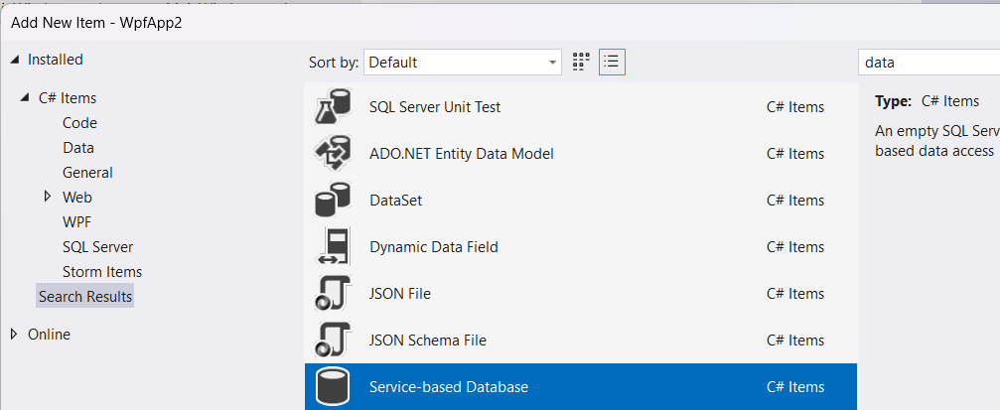 Add New Item - WpfApp2
Installed
Sort by: Default
data
C# Items
Code
Data
General
Web
WPF
SQL Server
Storm Items
Search Results
Online
SQL Server Unit Test C# Items
ADO.NET Entity Data Model C# Items
DataSet C# Items
Dynamic Data Field C# Items
JSON File C# Items
JSON Schema File C# Items
Service-based Database C# Items
Type: C# Items
An empty SQL Serv
based data access